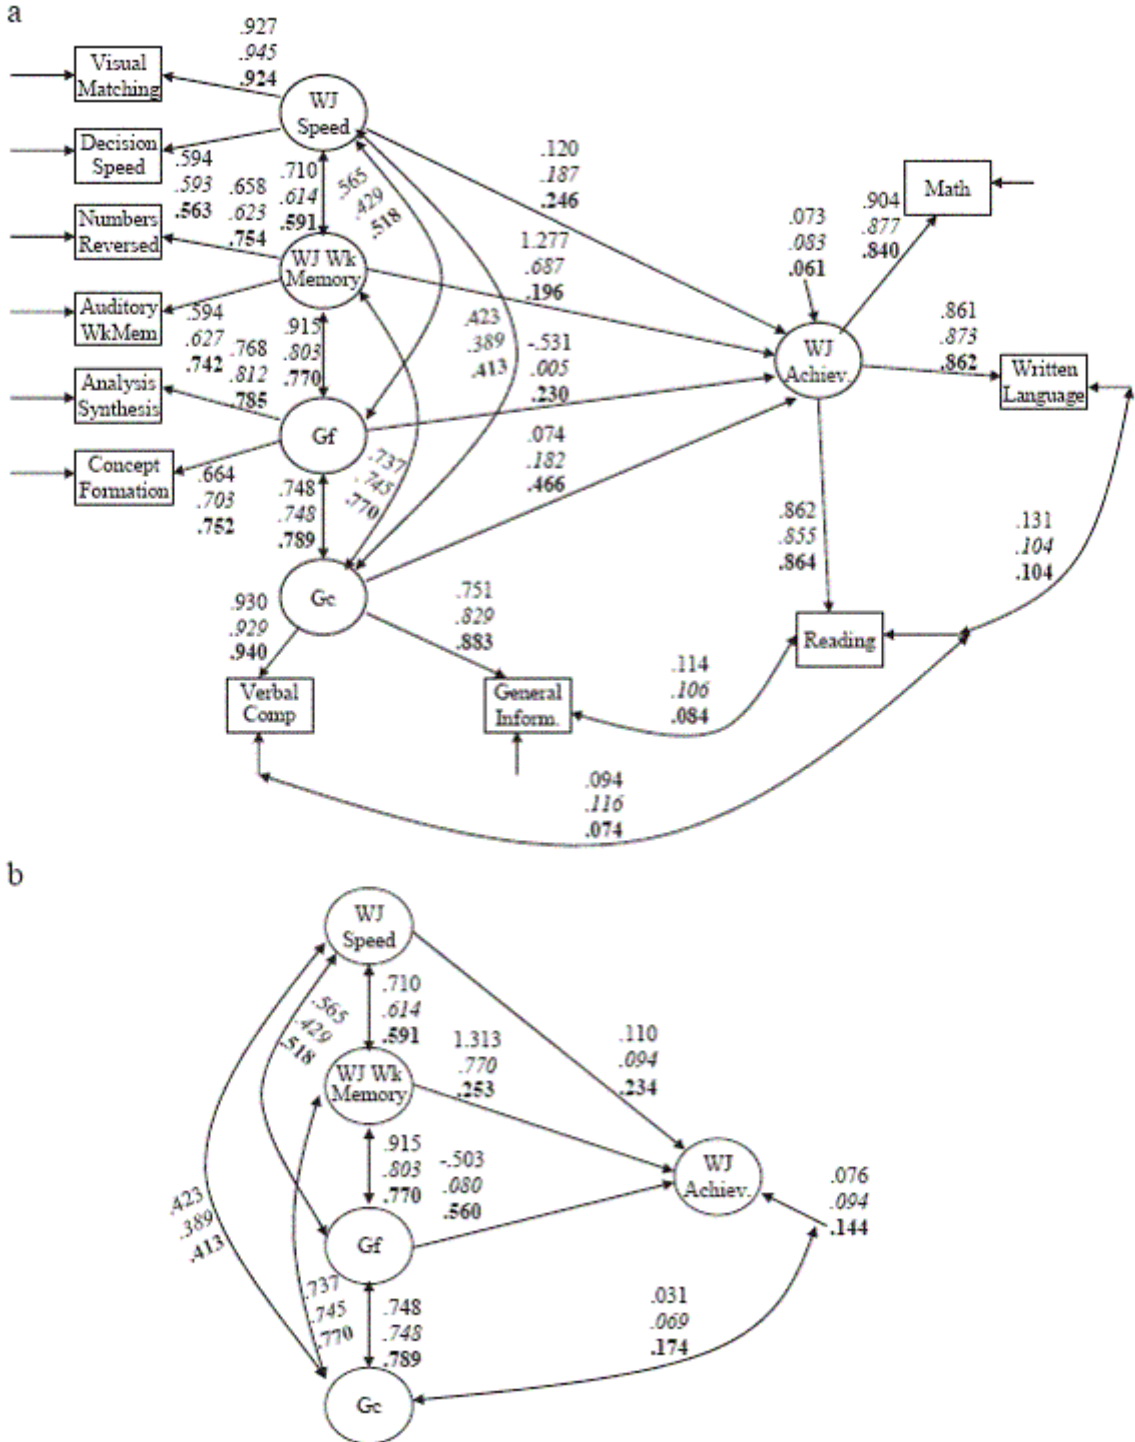 a
.927
.945
.924
Visual
Matching
WJ
Speed
Decision
Speed
.594
.593
.563
.658
.623
.754
.710
.614
.591
.565
.429
.518
.120
.187
.246
Math
.904
.877
.840
.073
.083
.061
Numbers
Reversed
WJ Wk
Memory
1.277
.687
.196
Auditory
WkMem
.594
.627
.742
.768
.812
.785
.915
.803
.770
.423
.389
.413
-.531
.005
.230
WJ
Achiev.
.861
.873
.862
Written
Language
Analysis
Synthesis
Gf
.074
.182
.466
Concept
Formation
.664
.703
.752
.748
.748
.789
.737
.745
.770
.862
.855
.864
.131
.104
.104
Gc
.930
.929
.940
.751
.829
.883
Reading
Verbal
Comp
General
Inform.
.114
.106
.084
.094
.116
.074
b
WJ
Speed
.565
.429
.518
.710
.614
.591
1.313
.770
.253
.110
.094
.234
WJ Wk
Memory
.915
.803
.770
-.503
.080
.560
WJ
Achiev.
.076
.094
.144
.423
.389
.413
Gf
.737
.745
.770
.748
.748
.789
.031
.069
.174
Gc